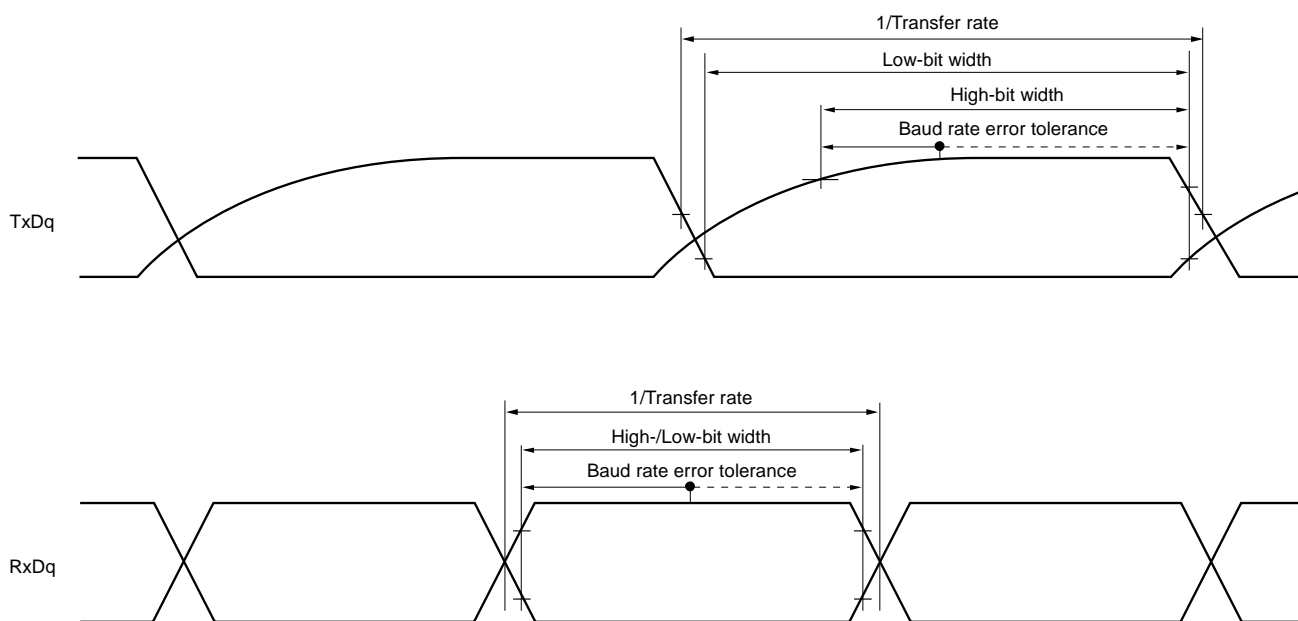 1/Transfer rate
Low-bit width
High-bit width
Baud rate error tolerance
TxDq
1/Transfer rate
High-/Low-bit width
Baud rate error tolerance
RxDq